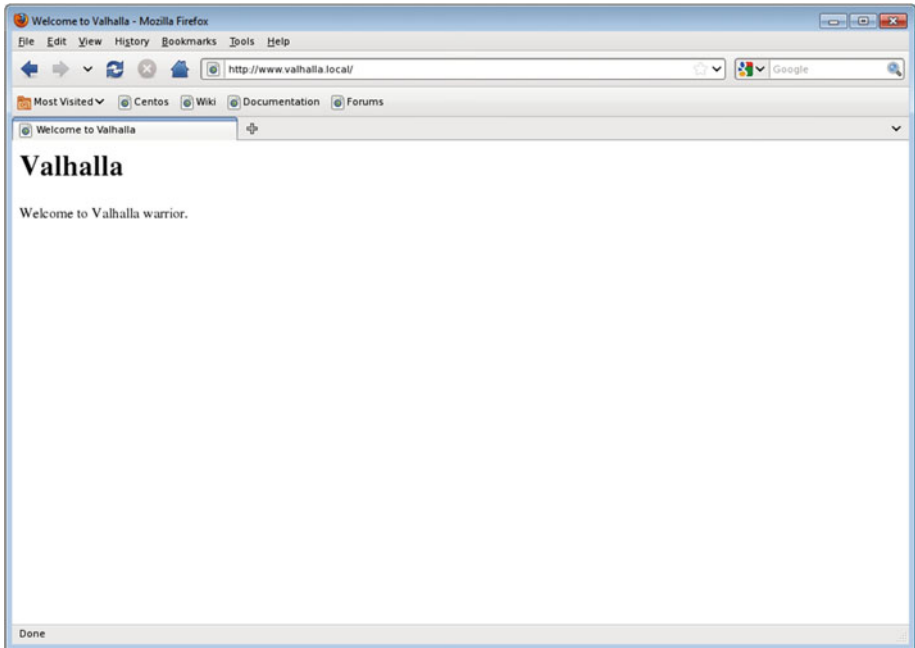 Welcome to Valhalla - Mozilla Firefox
File Edit View History Bookmarks Tools Help
http://www.valhalla.local/ Google
Most Visited Centos Wiki Documentation Forums
Welcome to Valhalla
Valhalla
Welcome to Valhalla warrior.
Done